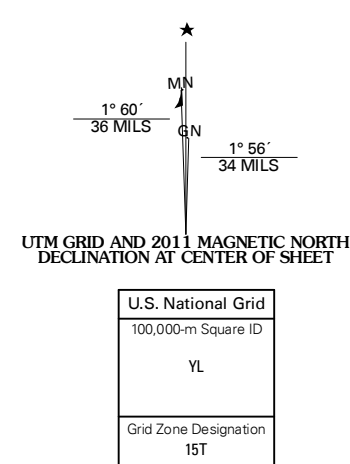 ★
MN
1° 60´
36 MILS
GN
1° 56´
34 MILS
UTM GRID AND 2011 MAGNETIC NORTH
DECLINATION AT CENTER OF SHEET
U.S. National Grid
100,000-m Square ID
YL
Grid Zone Designation
15T